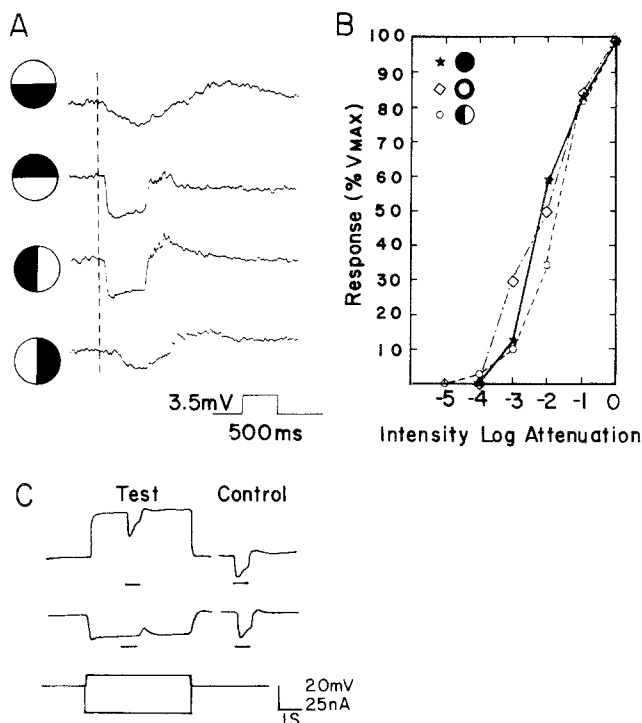 A
3.5mV
500ms
B
100
90
80
70
60
50
40
30
20
10
-5 -4 -3 -2 -1 0
Response (% VMAX)
Intensity Log Attenuation
C
Test Control
20mV
25nA
1S